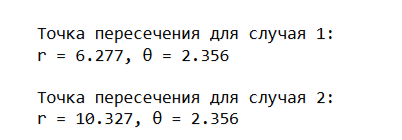 Точка пересечения для случая 1:
r = 6.277, θ = 2.356
Точка пересечения для случая 2:
r = 10.327, θ = 2.356